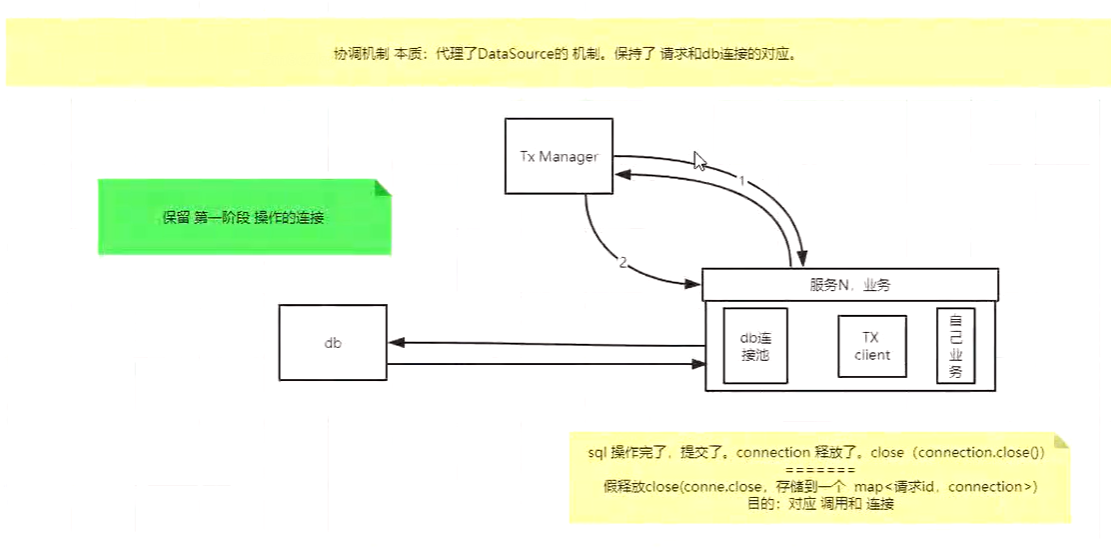 协调机制 本质：代理了DataSource的 机制。保持了 请求和db连接的对应。
Tx Manager
1
保留 第一阶段 操作的连接
2
服务N，业务
db
db连
接池
TX
client
自
己
业
务
sql 操作完了，提交了。connection 释放了。close（connection.close()）
=======
假释放close(conne.close，存储到一个 map<请求id，connection>)
目的：对应 调用和 连接